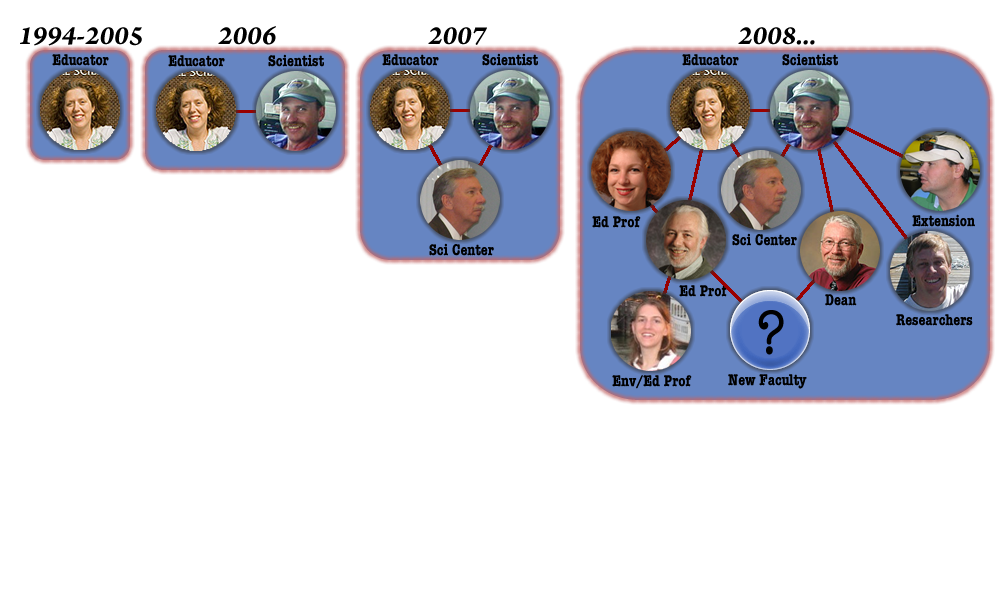 1994-2005
2006
2007
2008...
Educator
Educator
Scientist
Educator
Scientist
Educator
Scientist
Ed Prof
Sci Center
Extension
Sci Center
Ed Prof
Dean
Researchers
?
Env/Ed Prof
New Faculty